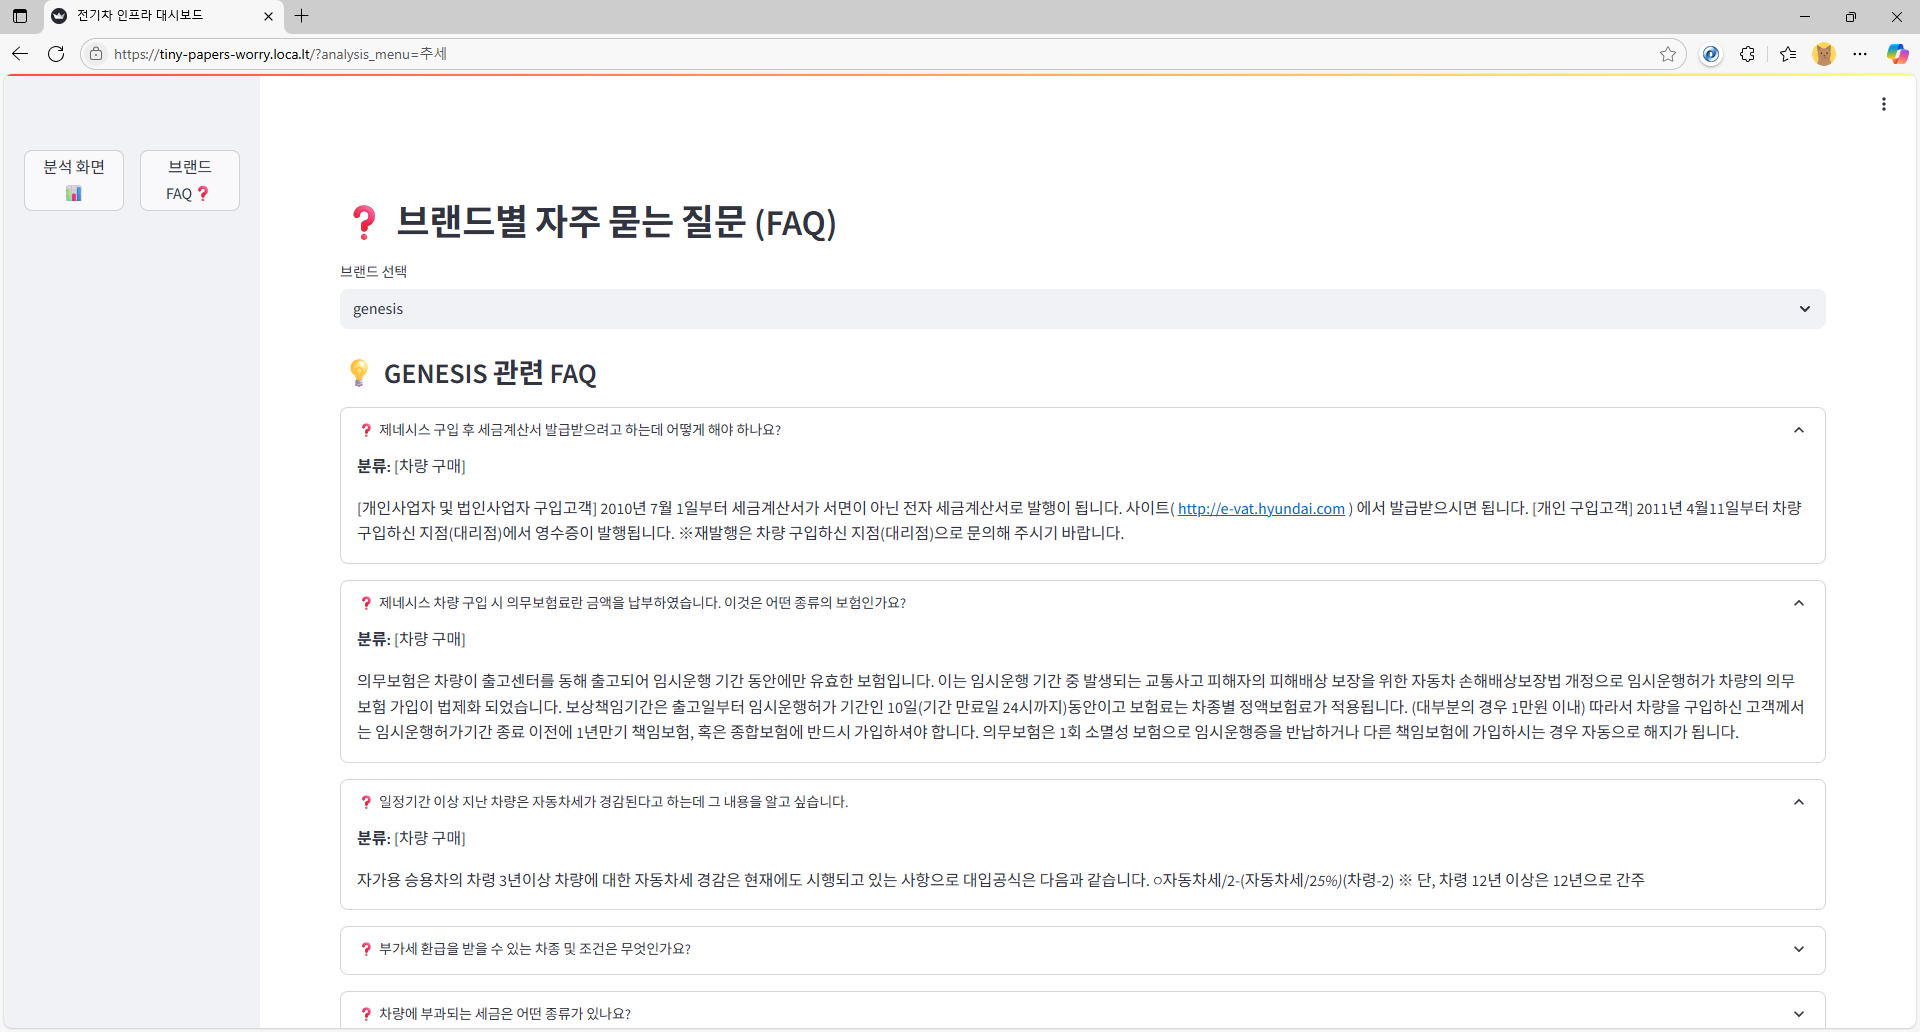 전기차 인프라 대시보드
https://tiny-papers-worry.loca.lt/?analysis_menu=추세
분석 화면
브랜드
FAQ ❓
❓ 브랜드별 자주 묻는 질문 (FAQ)
브랜드 선택
genesis
💡 GENESIS 관련 FAQ
❓ 제네시스 구입 후 세금계산서 발급받으려고 하는데 어떻게 해야 하나요?
분류: [차량 구매]
[개인사업자 및 법인사업자 구입고객] 2010년 7월 1일부터 세금계산서가 서면이 아닌 전자 세금계산서로 발행이 됩니다. 사이트( http://e-vat.hyundai.com ) 에서 발급받으시면 됩니다. [개인 구입고객] 2011년 4월11일부터 차량
구입하신 지점(대리점)에서 영수증이 발행됩니다. ※재발행은 차량 구입하신 지점(대리점)으로 문의해 주시기 바랍니다.
❓ 제네시스 차량 구입 시 의무보험료란 금액을 납부하였습니다. 이것은 어떤 종류의 보험인가요?
분류: [차량 구매]
의무보험은 차량이 출고센터를 통해 출고되어 임시운행 기간 동안에만 유효한 보험입니다. 이는 임시운행 기간 중 발생되는 교통사고 피해자의 피해배상 보장을 위한 자동차 손해배상보장법 개정으로 임시운행허가 차량의 의무
보험 가입이 법제화 되었습니다. 보상책임기간은 출고일부터 임시운행허가 기간인 10일(기간 만료일 24시까지)동안이고 보험료는 차종별 정액보험료가 적용됩니다. (대부분의 경우 1만원 이내) 따라서 차량을 구입하신 고객께서
는 임시운행허가기간 종료 이전에 1년만기 책임보험, 혹은 종합보험에 반드시 가입하셔야 합니다. 의무보험은 1회 소멸성 보험으로 임시운행증을 반납하거나 다른 책임보험에 가입하시는 경우 자동으로 해지가 됩니다.
❓ 일정기간 이상 지난 차량은 자동차세가 경감된다고 하는데 그 내용을 알고 싶습니다.
분류: [차량 구매]
자가용 승용차의 차령 3년이상 차량에 대한 자동차세 경감은 현재에도 시행되고 있는 사항으로 대입공식은 다음과 같습니다. ○자동차세/2-(자동차세/25%)(차령-2) ※ 단, 차령 12년 이상은 12년으로 간주
❓ 부가세 환급을 받을 수 있는 차종 및 조건은 무엇인가요?
❓ 차량에 부과되는 세금은 어떤 종류가 있나요?